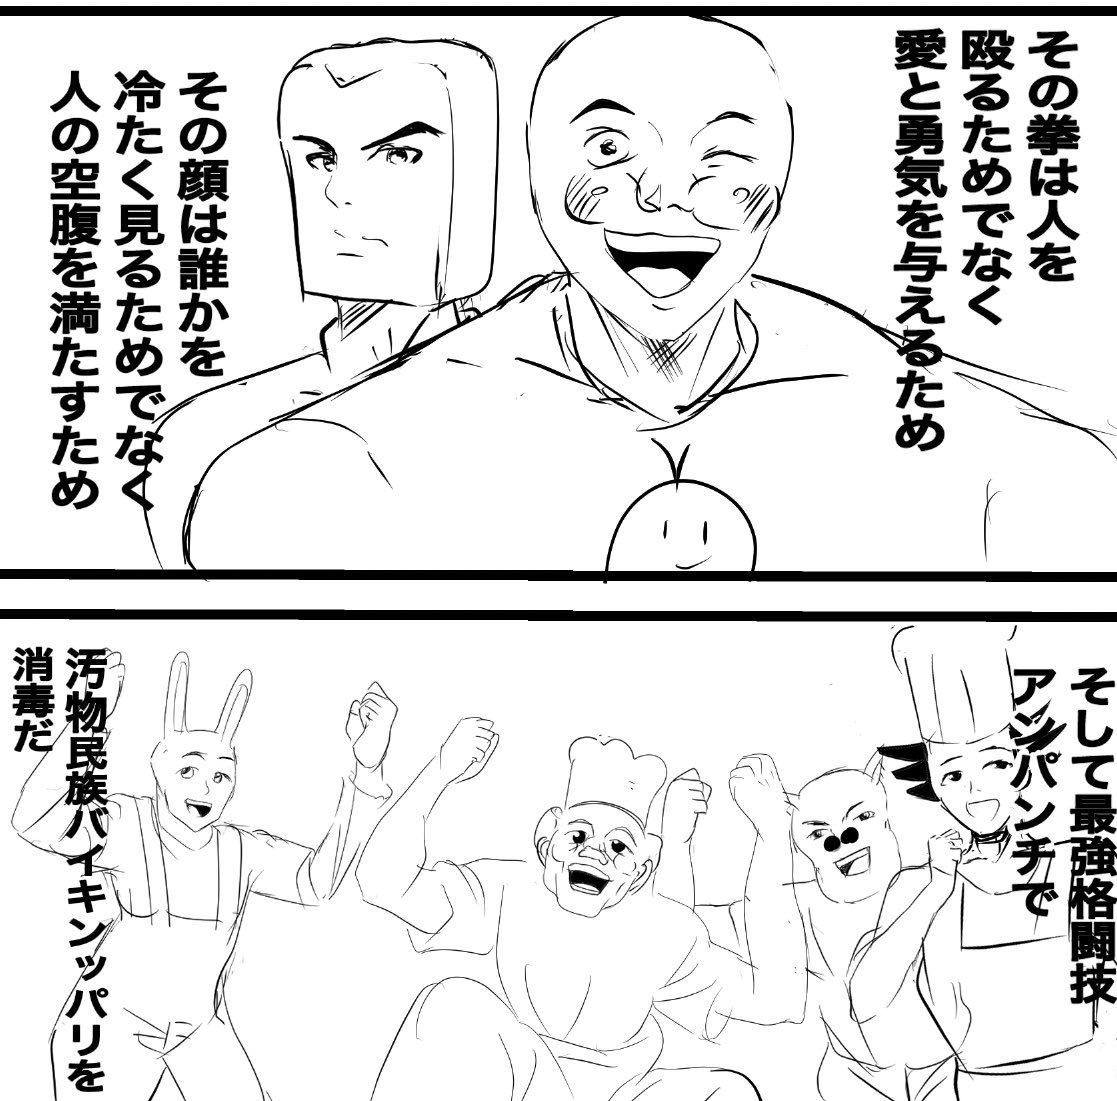 その拳は人を
殴るためでなく
愛と勇気を与えるため
その顔は誰かを
冷たく見るためでなく
人の空腹を満たすため
そして最強格闘技
アンパンチで
汚物民族バイキンッパリを
消毒だ